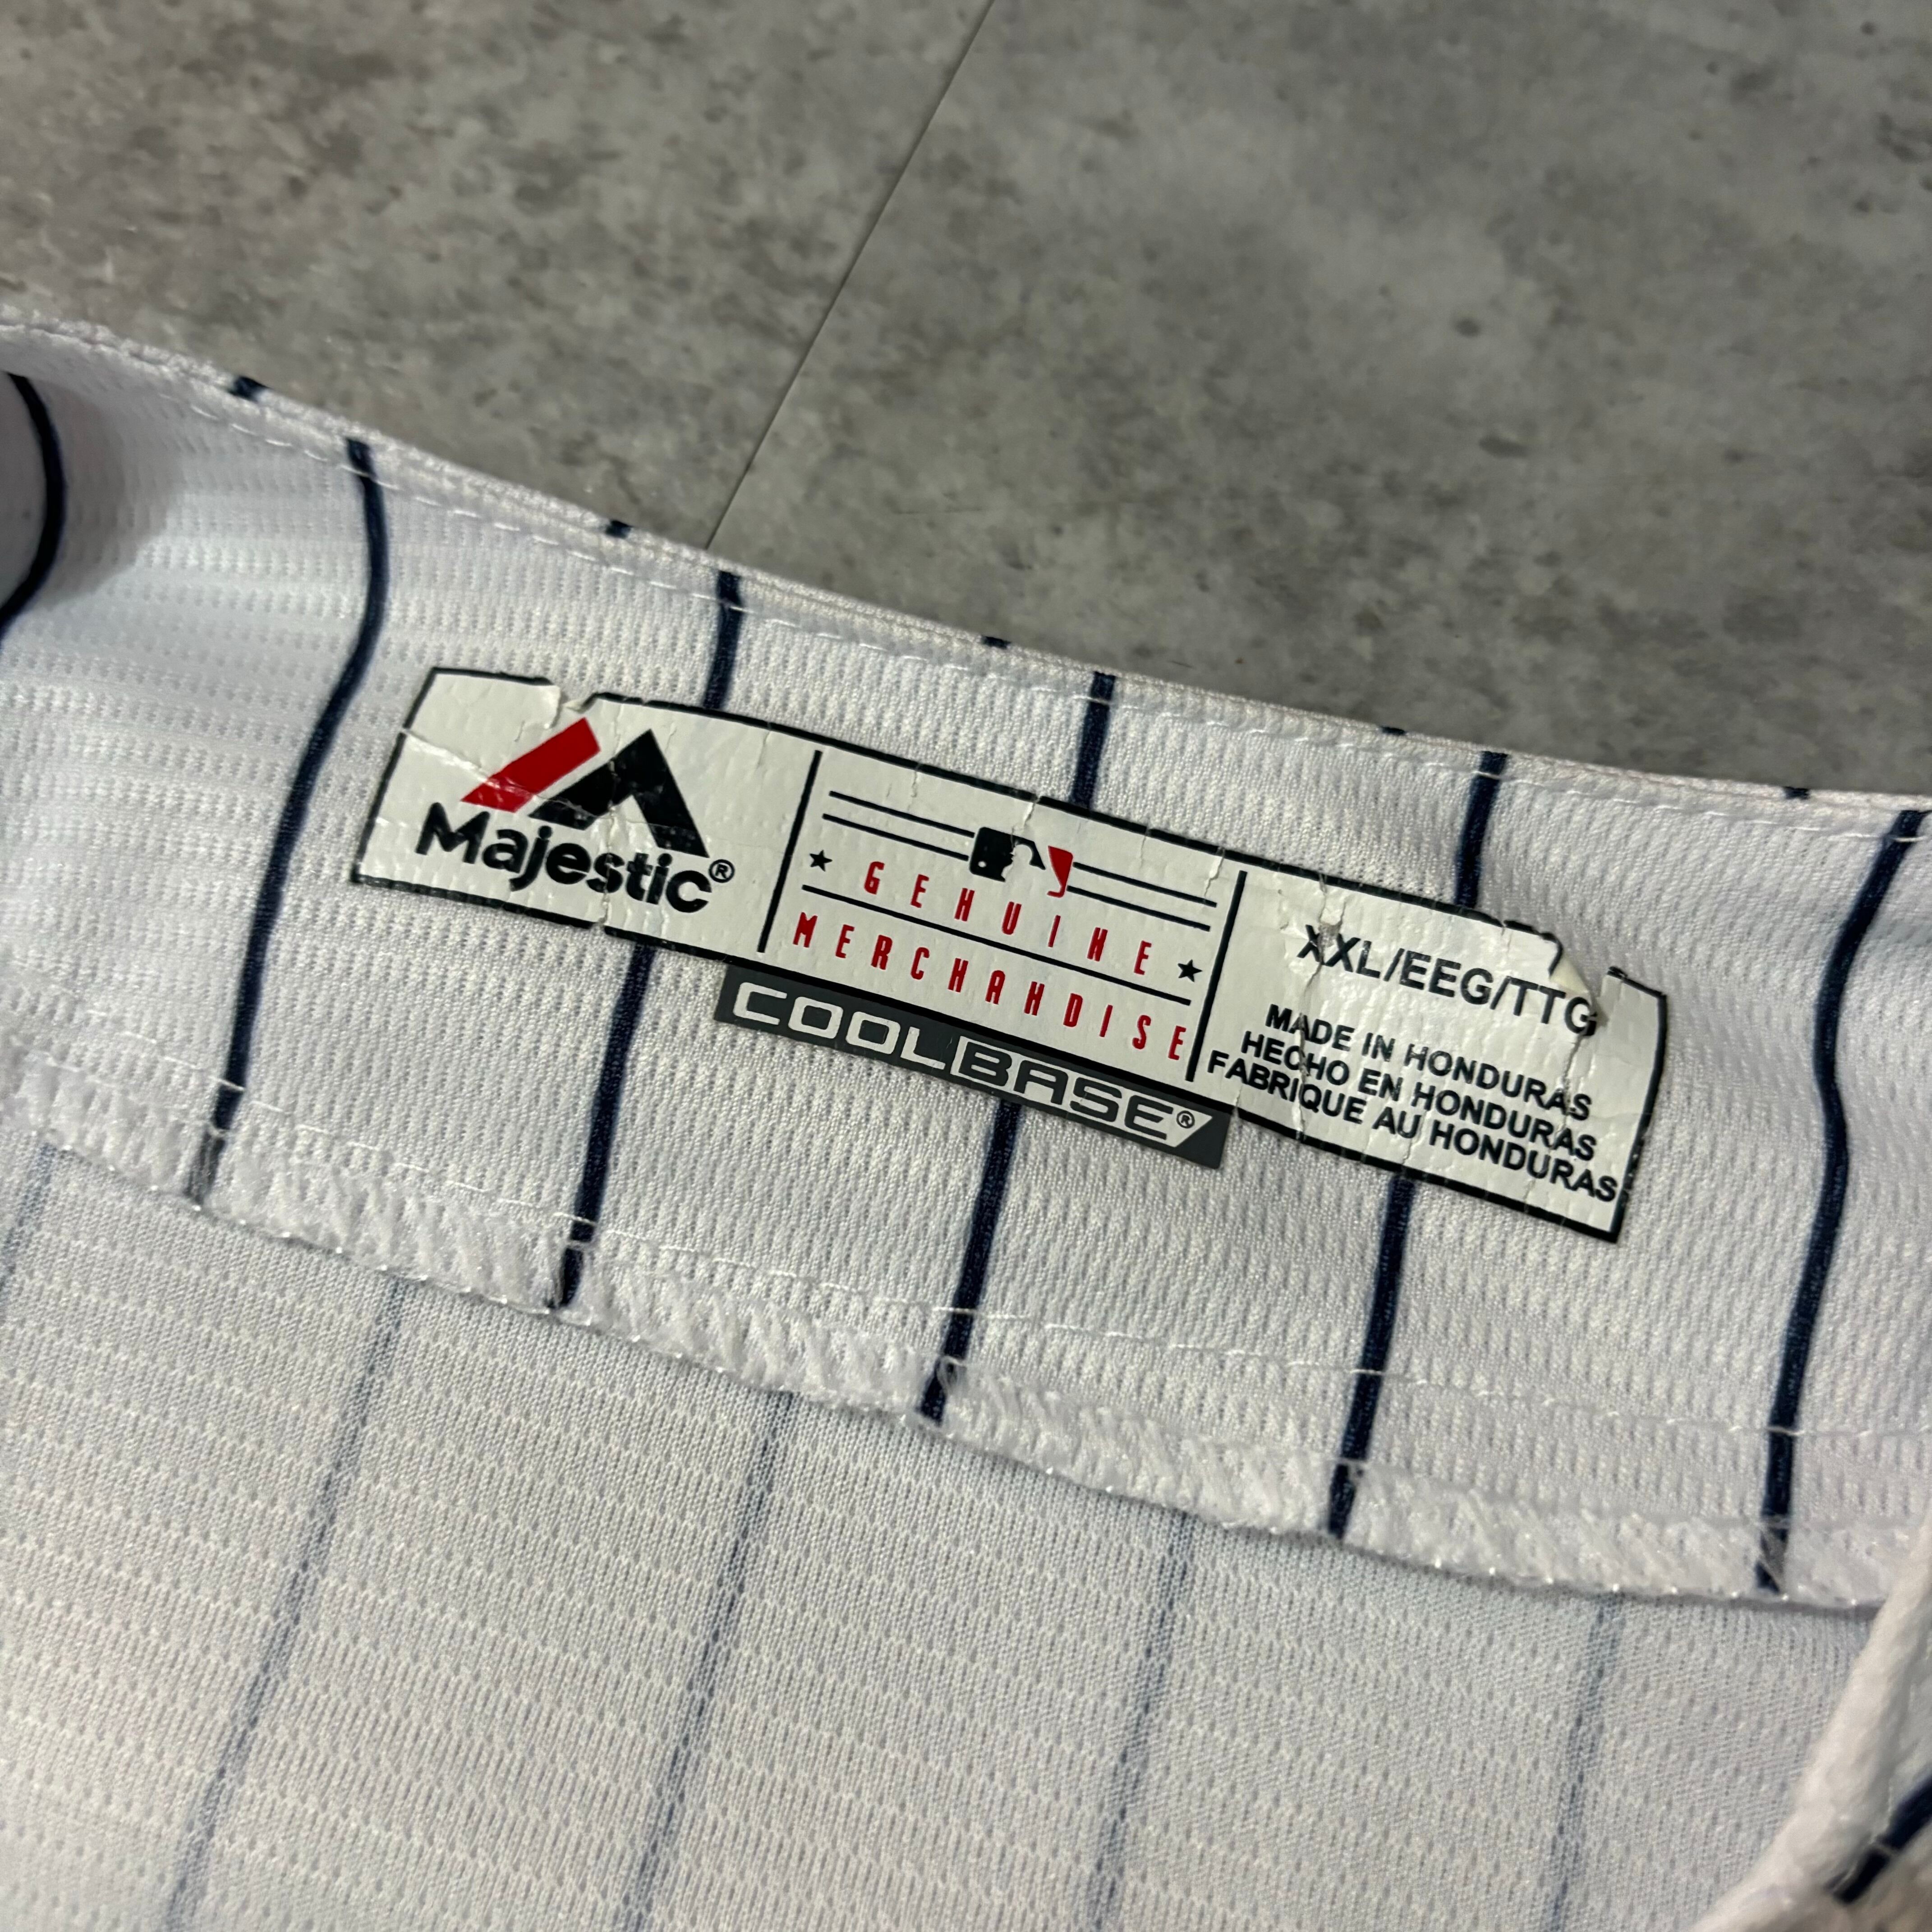 Majestic®
GENUINE
MERCHANDISE
COOLBASE®
XXL/EEG/TTG
MADE IN HONDURAS
HECHO EN HONDURAS
FABRIQUE AU HONDURAS